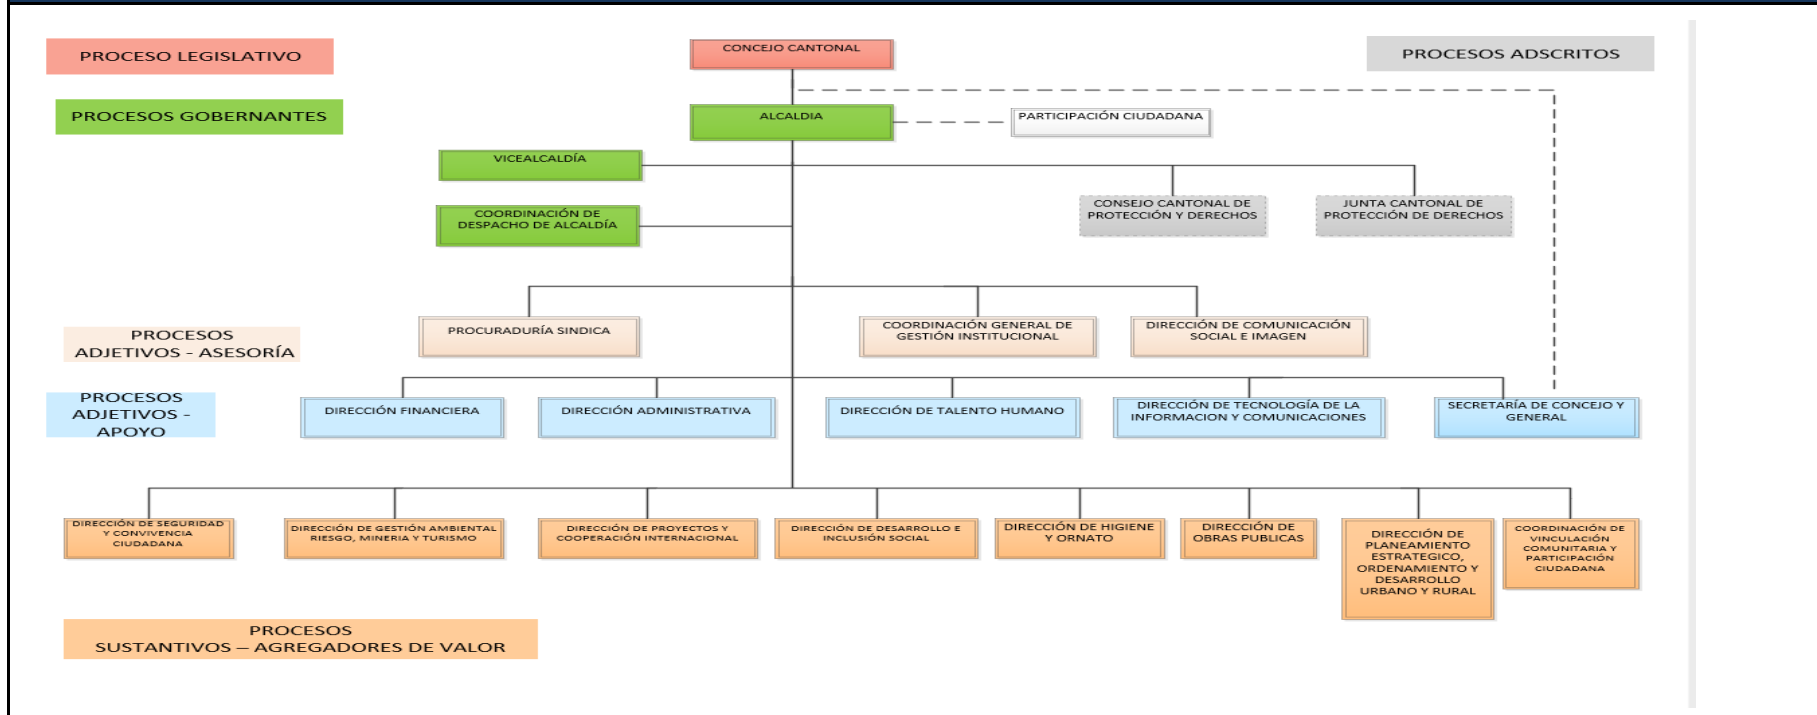 PROCESO LEGISLATIVO
CONCEJO CANTONAL
PROCESOS ADSCRITOS
PROCESOS GOBERNANTES
ALCALDIA
PARTICIPACIÓN CIUDADANA
VICEALCALDÍA
CONSEJO CANTONAL DE
PROTECCIÓN Y DERECHOS
JUNTA CANTONAL DE
PROTECCIÓN DE DERECHOS
COORDINACIÓN DE
DESPACHO DE ALCALDÍA
PROCESOS
ADJETIVOS - ASESORÍA
PROCURADURÍA SINDICA
COORDINACIÓN GENERAL DE
GESTIÓN INSTITUCIONAL
DIRECCIÓN DE COMUNICACIÓN
SOCIAL E IMAGEN
PROCESOS
ADJETIVOS -
APOYO
DIRECCIÓN FINANCIERA
DIRECCIÓN ADMINISTRATIVA
DIRECCIÓN DE TALENTO HUMANO
DIRECCIÓN DE TECNOLOGÍA DE LA
INFORMACION Y COMUNICACIONES
SECRETARÍA DE CONCEJO Y
GENERAL
DIRECCIÓN DE SEGURIDAD
Y CONVIVENCIA
CIUDADANA
DIRECCIÓN DE GESTIÓN AMBIENTAL
RIESGO, MINERIA Y TURISMO
DIRECCIÓN DE PROYECTOS Y
COOPERACIÓN INTERNACIONAL
DIRECCIÓN DE DESARROLLO E
INCLUSIÓN SOCIAL
DIRECCIÓN DE HIGIENE
Y ORNATO
DIRECCIÓN DE
OBRAS PUBLICAS
DIRECCIÓN DE
PLANEAMIENTO
ESTRATEGICO,
ORDENAMIENTO Y
DESARROLLO
URBANO Y RURAL
COORDINACIÓN DE
VINCULACIÓN
COMUNITARIA Y
PARTICIPACIÓN
CIUDADANA
PROCESOS
SUSTANTIVOS – AGREGADORES DE VALOR